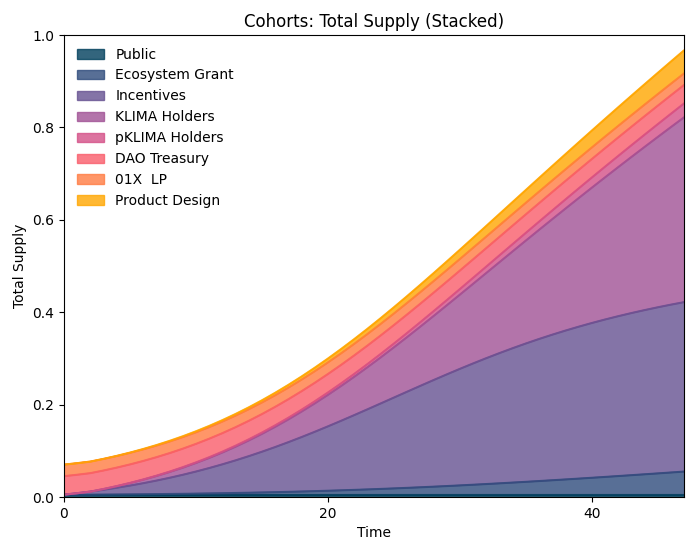 Cohorts: Total Supply (Stacked)
Total Supply
1.0
0.8
0.6
0.4
0.2
0.0
Public
Ecosystem Grant
Incentives
KLIMA Holders
pKLIMA Holders
DAO Treasury
01X  LP
Product Design
0
20
40
Time